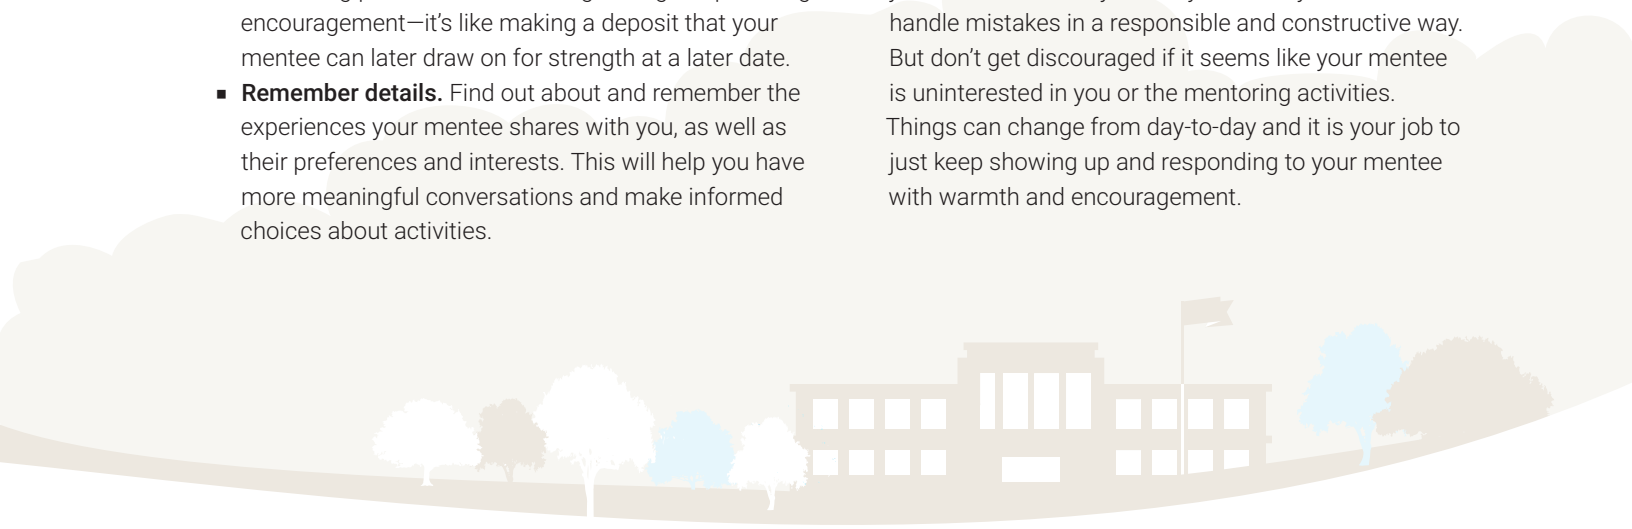 encouragement—it’s like making a deposit that your
mentee can later draw on for strength at a later date.
▪ Remember details. Find out about and remember the
experiences your mentee shares with you, as well as
their preferences and interests. This will help you have
more meaningful conversations and make informed
choices about activities.
handle mistakes in a responsible and constructive way.
But don’t get discouraged if it seems like your mentee
is uninterested in you or the mentoring activities.
Things can change from day-to-day and it is your job to
just keep showing up and responding to your mentee
with warmth and encouragement.